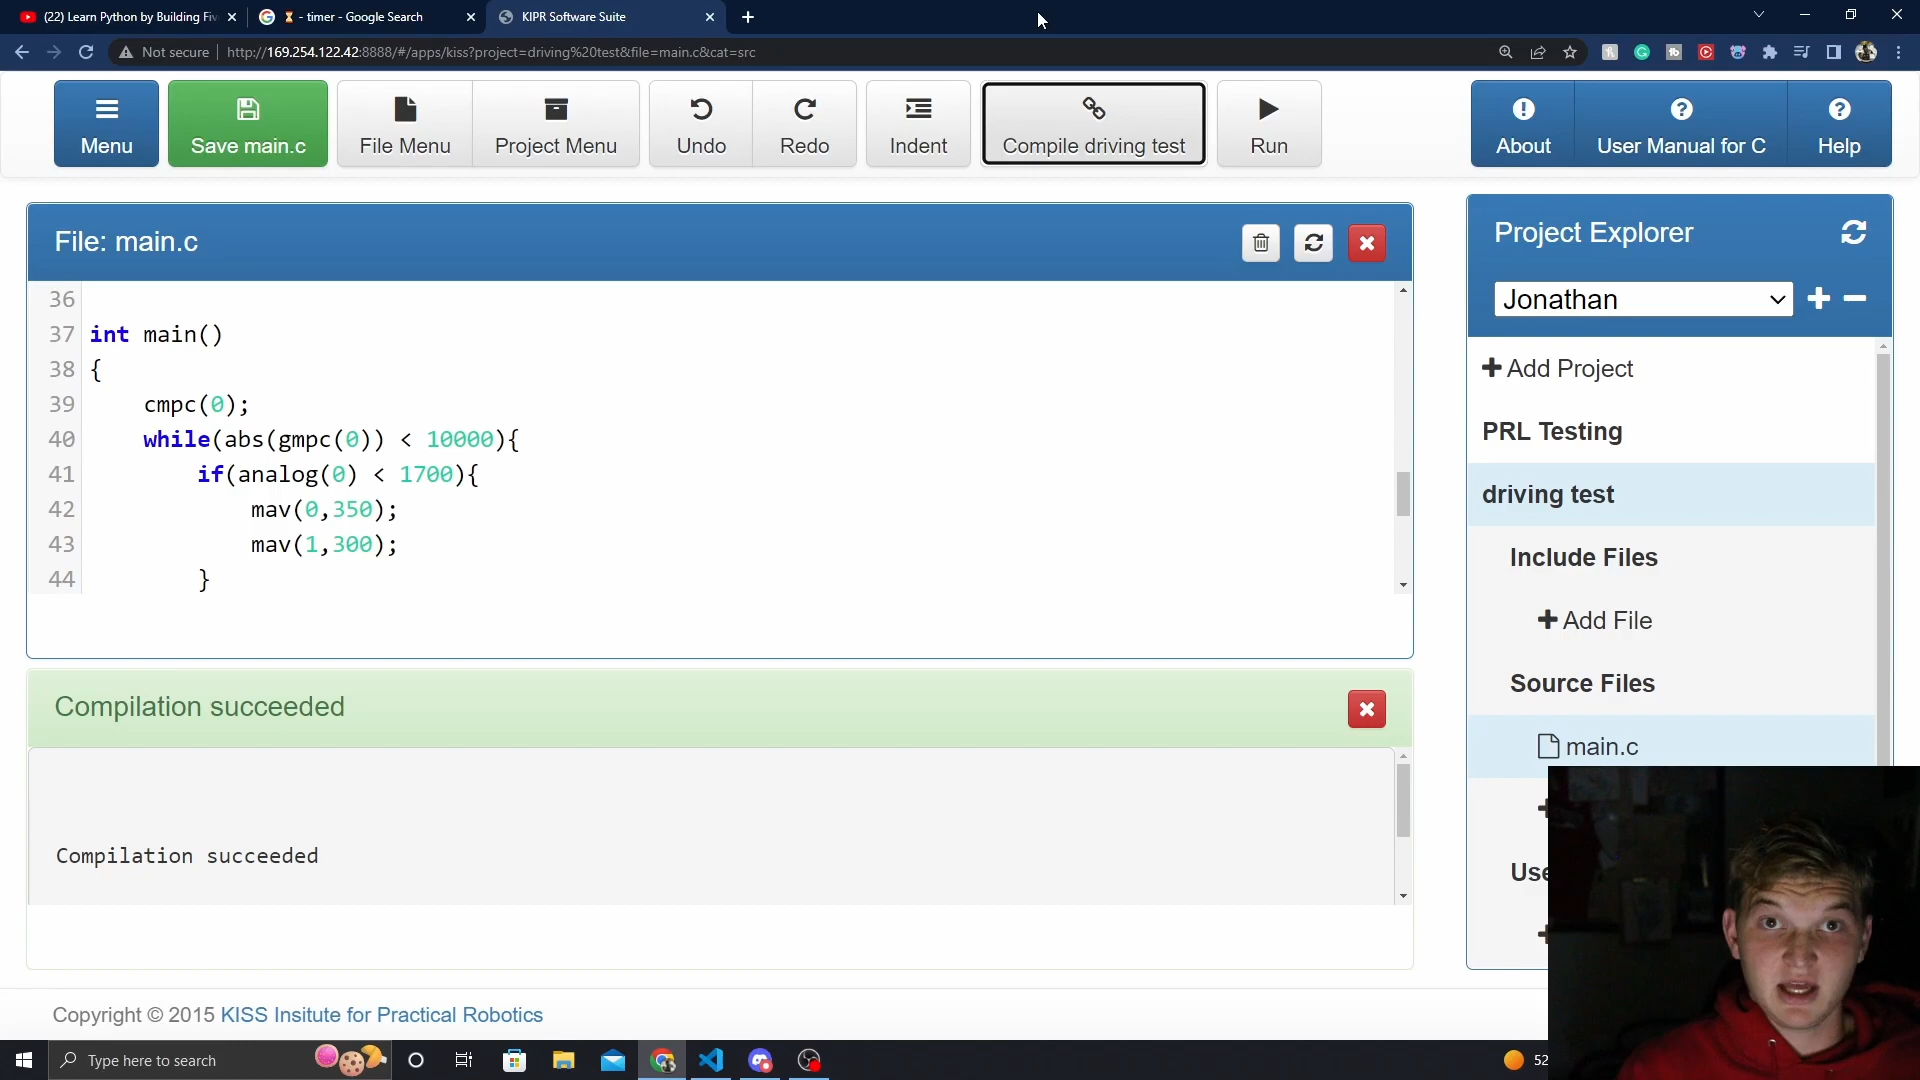 (22) Learn Python by Building Fiv
- timer - Google Search
KIPR Software Suite
Not secure
http://169.254.122.42:8888/#/apps/kiss?project=driving%20test&file=main.c&cat=src
Menu
Save main.c
File Menu
Project Menu
Undo
Redo
Indent
Compile driving test
Run
About
User Manual for C
Help
File: main.c
36
37 int main()
38 {
39 cmpc(0);
40 while(abs(gmpc(0)) < 10000){
41 if(analog(0) < 1700){
42 mav(0,350);
43 mav(1,300);
44 }
Compilation succeeded
Compilation succeeded
Project Explorer
Jonathan
Add Project
PRL Testing
driving test
Include Files
Add File
Source Files
main.c
Use
Copyright © 2015 KISS Insitute for Practical Robotics
Type here to search
52